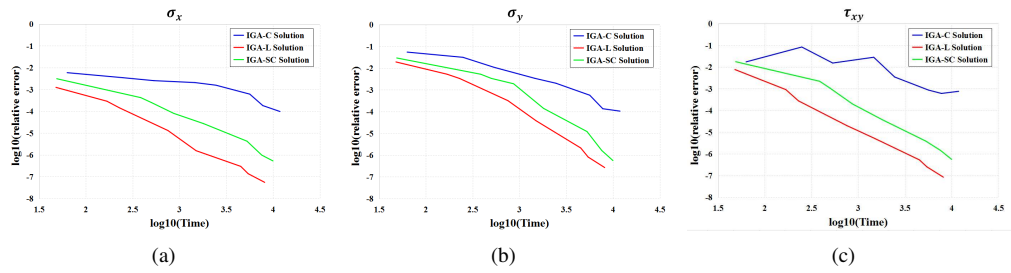 σx
IGA-C Solution
IGA-L Solution
IGA-SC Solution
log10(relative error)
0
-1
-2
-3
-4
-5
-6
-7
-8
1.5 2 2.5 3 3.5 4 4.5
log10(Time)
(a)
σy
IGA-C Solution
IGA-L Solution
IGA-SC Solution
log10(relative error)
0
-1
-2
-3
-4
-5
-6
-7
-8
1.5 2 2.5 3 3.5 4 4.5
log10(Time)
(b)
τxy
IGA-C Solution
IGA-L Solution
IGA-SC Solution
log10(relative error)
0
-1
-2
-3
-4
-5
-6
-7
-8
1.5 2 2.5 3 3.5 4 4.5
log10(Time)
(c)